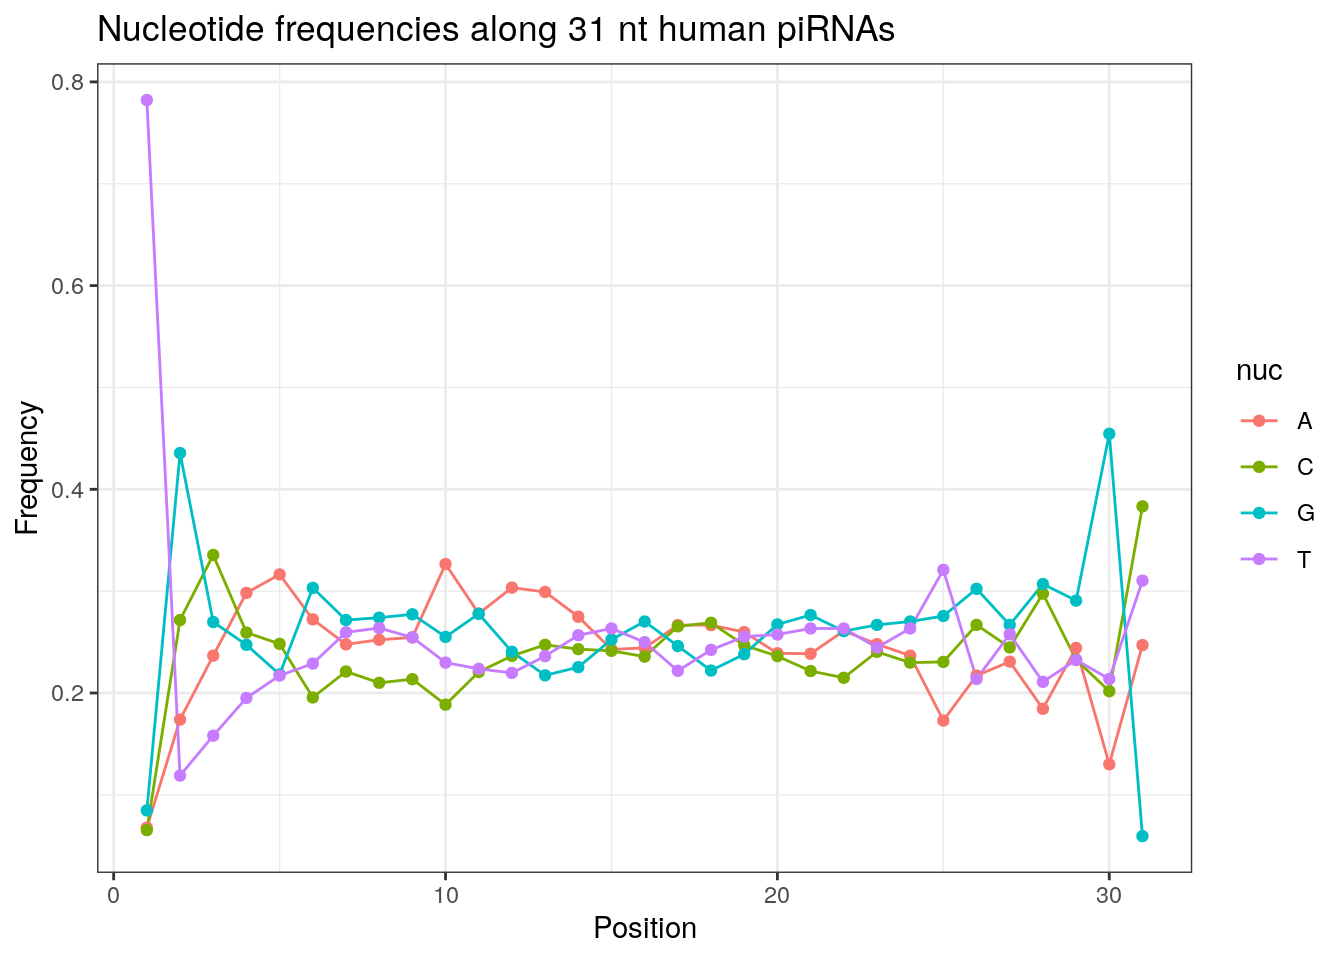 Nucleotide frequencies along 31 nt human piRNAs
0.8
0.6
0.4
0.2
Frequency
0
10
20
30
Position
nuc
A
C
G
T